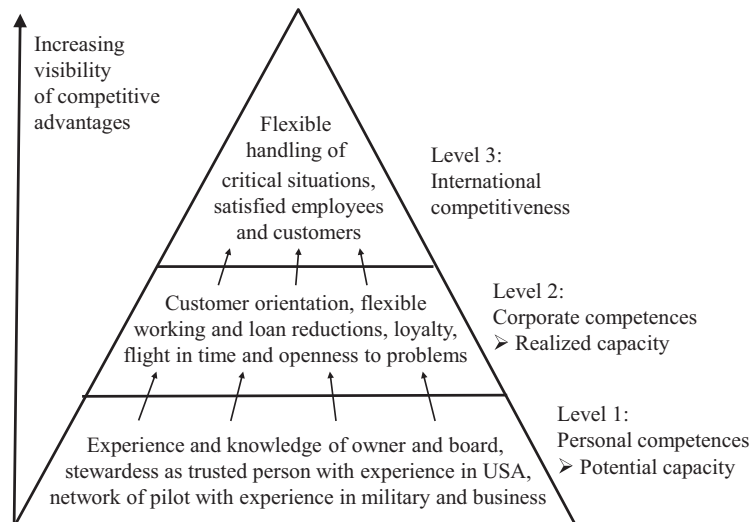 Increasing
visibility
of competitive
advantages
Flexible
handling of
critical situations,
satisfied employees
and customers
Level 3:
International
competitiveness
Customer orientation, flexible
working and loan reductions, loyalty,
flight in time and openness to problems
Level 2:
Corporate competences
➢ Realized capacity
Experience and knowledge of owner and board,
stewardess as trusted person with experience in USA,
network of pilot with experience in military and business
Level 1:
Personal competences
➢ Potential capacity